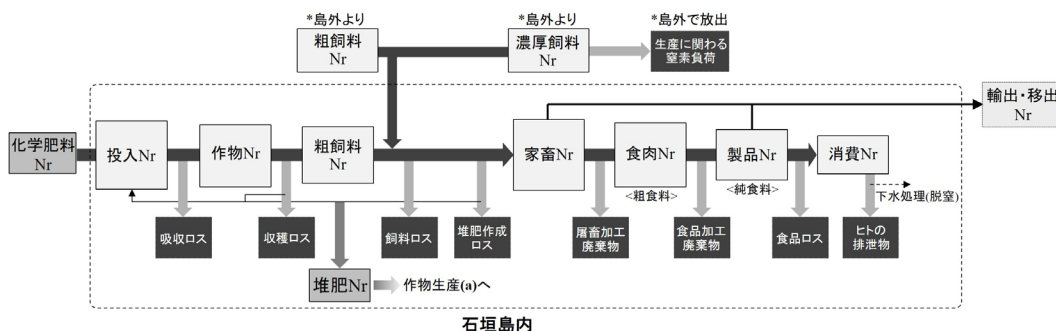 *島外より
*島外より
*島外で放出
粗飼料
Nr
濃厚飼料
Nr
生産に関わる
窒素負荷
輸出・移出
Nr
化学肥料
Nr
投入Nr
作物Nr
粗飼料
Nr
家畜Nr
食肉Nr
<粗食料>
製品Nr
<純食料>
消費Nr
下水処理(脱窒)
吸収ロス
収穫ロス
飼料ロス
堆肥作成
ロス
屠畜加工
廃棄物
食品加工
廃棄物
食品ロス
ヒトの
排泄物
堆肥Nr
作物生産(a)へ
石垣島内